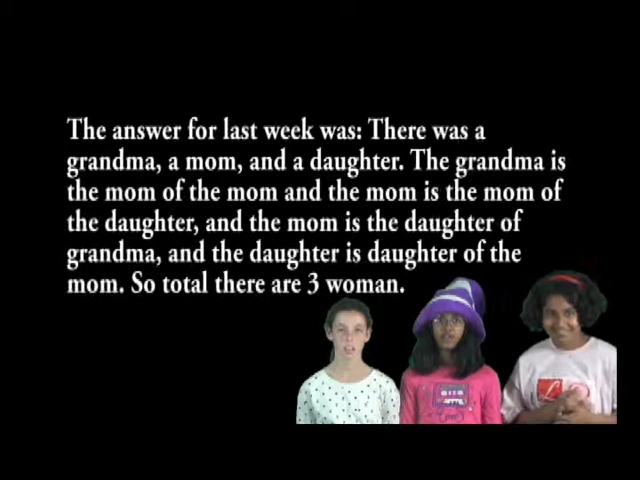 The answer for last week was: There was a
grandma, a mom, and a daughter. The grandma is
the mom of the mom and the mom is the mom of
the daughter, and the mom is the daughter of
grandma, and the daughter is daughter of the
mom. So total there are 3 woman.